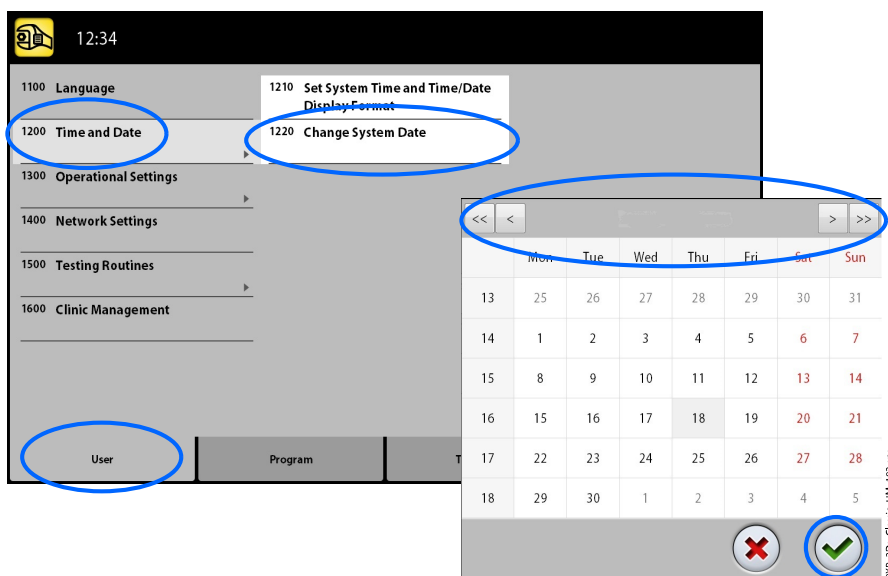 12:34
1100 Language
1200 Time and Date
1300 Operational Settings
1400 Network Settings
1500 Testing Routines
1600 Clinic Management
1210 Set System Time and Time/Date
Display Format
1220 Change System Date
User Program T
<< < > >>
Mon Tue Wed Thu Fri Sat Sun
13 25 26 27 28 29 30 31
14 1 2 3 4 5 6 7
15 8 9 10 11 12 13 14
16 15 16 17 18 19 20 21
17 22 23 24 25 26 27 28
18 29 30 1 2 3 4 5